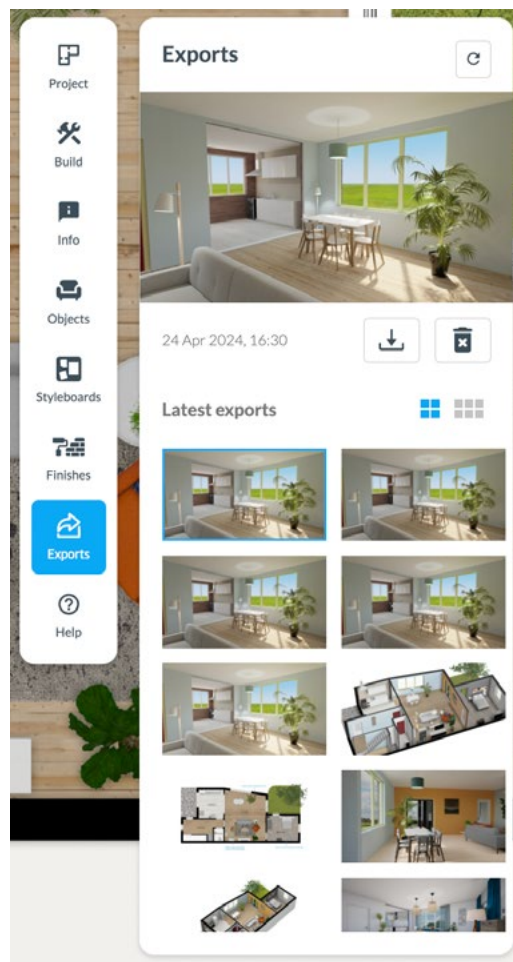 Project
Build
Info
Objects
Styleboards
Finishes
Exports
Help
Exports
24 Apr 2024, 16:30
Latest exports